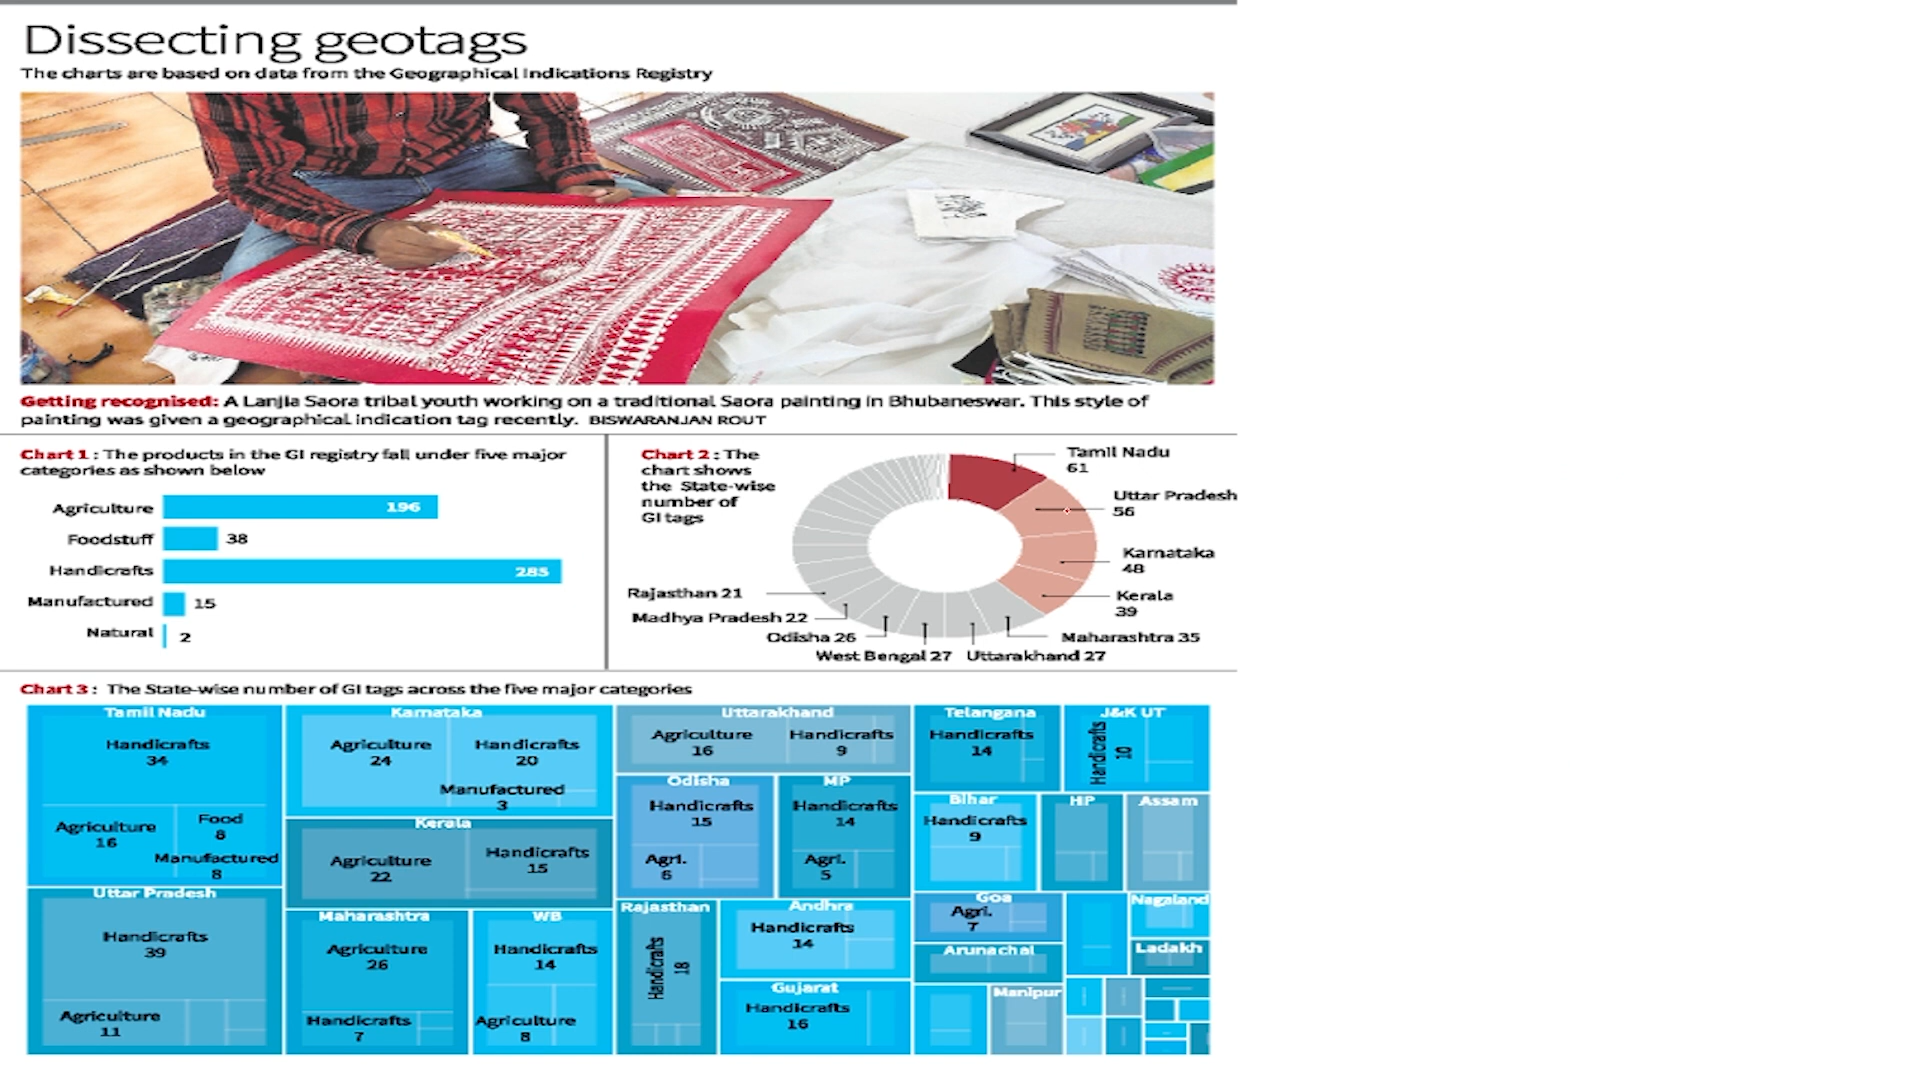 Dissecting geotags
The charts are based on data from the Geographical Indications Registry
Getting recognised: A Lanjia Saora tribal youth working on a traditional Saora painting in Bhubaneswar. This style of
painting was given a geographical indication tag recently. BISWARANJAN ROUT
Chart 1 : The products in the GI registry fall under five major
categories as shown below
Agriculture 196
Foodstuff 38
Handicrafts 285
Manufactured 15
Natural 2
Chart 2 : The
chart shows
the State-wise
number of
GI tags
Tamil Nadu
61
Uttar Pradesh
56
Karnataka
48
Kerala
39
Maharashtra 35
Uttarakhand 27
West Bengal 27
Odisha 26
Madhya Pradesh 22
Rajasthan 21
Chart 3 : The State-wise number of GI tags across the five major categories
Tamil Nadu
Handicrafts
34
Agriculture
16
Food
8
Manufactured
8
Uttar Pradesh
Handicrafts
39
Agriculture
11
Karnataka
Agriculture
24
Handicrafts
20
Manufactured
3
Kerala
Agriculture
22
Handicrafts
15
Maharashtra
Agriculture
26
Handicrafts
7
WB
Handicrafts
14
Agriculture
8
Uttarakhand
Agriculture
16
Handicrafts
9
Odisha
Handicrafts
15
Agri.
6
MP
Handicrafts
14
Agri.
5
Rajasthan
Handicrafts
18
Andhra
Handicrafts
14
Gujarat
Handicrafts
16
Telangana
Handicrafts
14
J&K UT
Handicrafts
10
Bihar
Handicrafts
9
HP
Assam
Goa
Agri.
7
Arunachal
Manipur
Nagaland
Ladakh